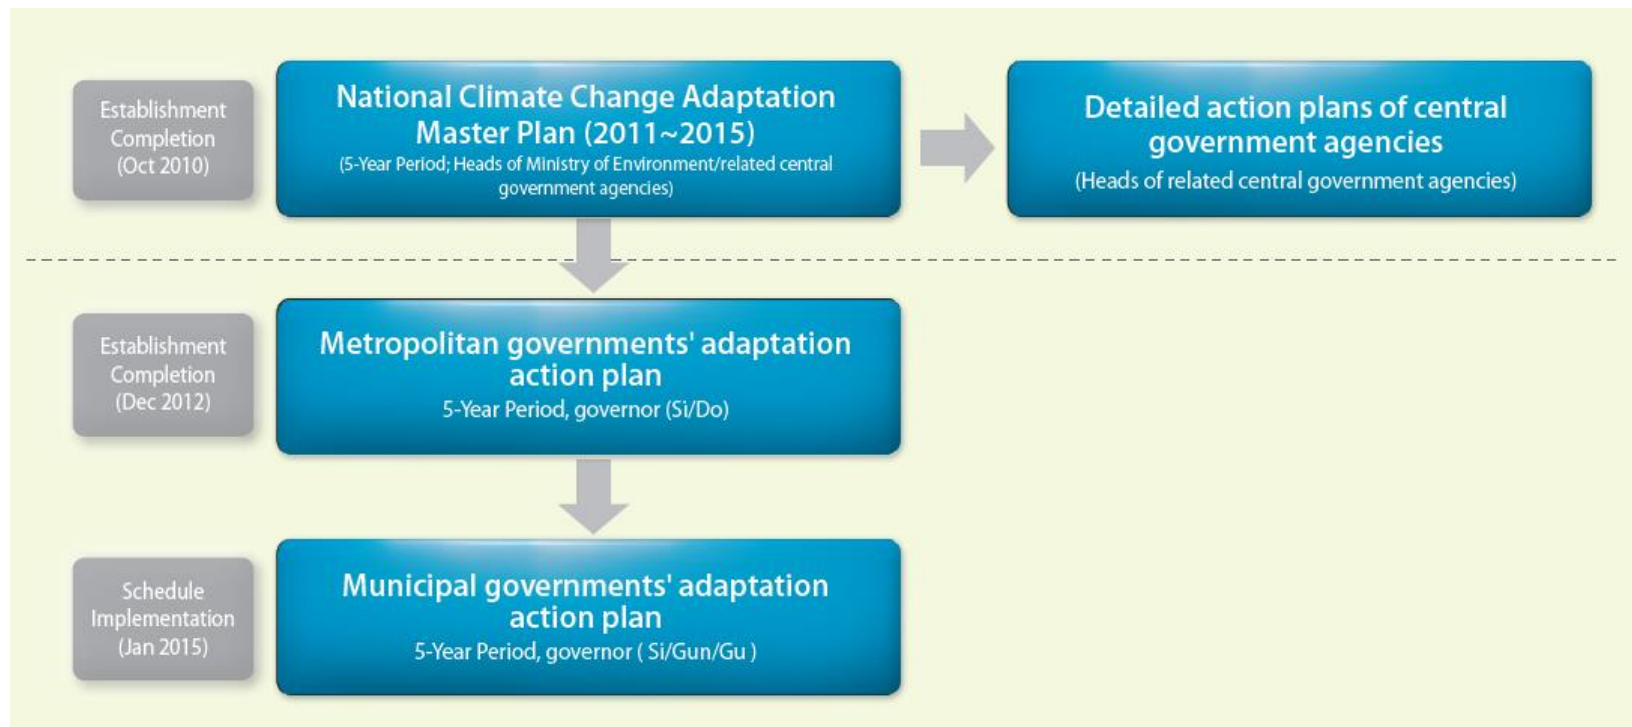 Establishment
Completion
(Oct 2010)
National Climate Change Adaptation
Master Plan (2011~2015)
(5-Year Period; Heads of Ministry of Environment/related central
government agencies)
Detailed action plans of central
government agencies
(Heads of related central government agencies)
Establishment
Completion
(Dec 2012)
Metropolitan governments' adaptation
action plan
5-Year Period, governor (Si/Do)
Schedule
Implementation
(Jan 2015)
Municipal governments' adaptation
action plan
5-Year Period, governor ( Si/Gun/Gu )